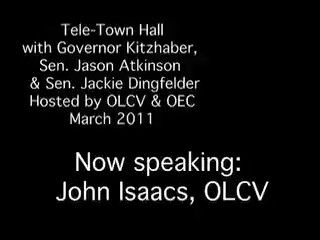 Tele-Town Hall
with Governor Kitzhaber,
Sen. Jason Atkinson
& Sen. Jackie Dingfelder
Hosted by OLCV & OEC
March 2011
Now speaking:
John Isaacs, OLCV